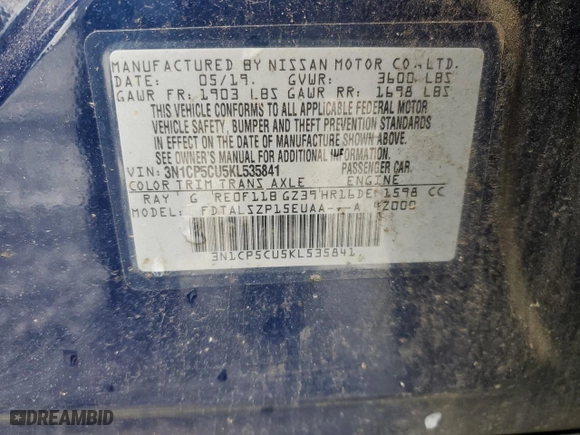 MANUFACTURED BY NISSAN MOTOR CO., LTD.
DATE: 05/19. GVWR: 3600 LBS
GAWR FR: 1903 LBS GAWR RR: 1698 LBS
THIS VEHICLE CONFORMS TO ALL APPLICABLE FEDERAL MOTOR
VEHICLE SAFETY, BUMPER AND THEFT PREVENTION STANDARDS
IN EFFECT ON THE DATE OF MANUFACTURE SHOWN ABOVE.
SEE OWNER'S MANUAL FOR ADDITIONAL INFORMATION.
VIN: 3N1CP5CU5KL535841 PASSENGER CAR.
COLOR TRIM TRANS AXLE ENGINE
RAY G RE0F11B GZ39 HR16DE 1598 CC
MODEL: FDTALSZP15EUAA----A
3N1CP5CU5KL535841
DREAMBID